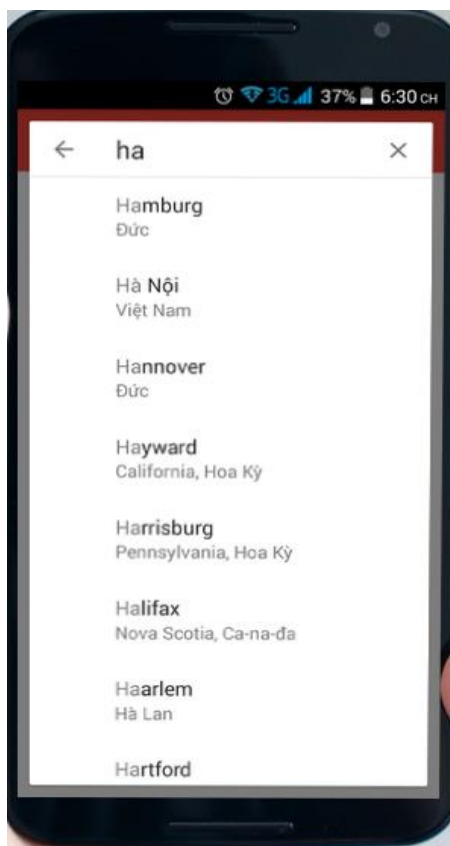 3G 37% 6:30 CH
ha
Hamburg
Đức
Hà Nội
Việt Nam
Hannover
Đức
Hayward
California, Hoa Kỳ
Harrisburg
Pennsylvania, Hoa Kỳ
Halifax
Nova Scotia, Ca-na-đa
Haarlem
Hà Lan
Hartford